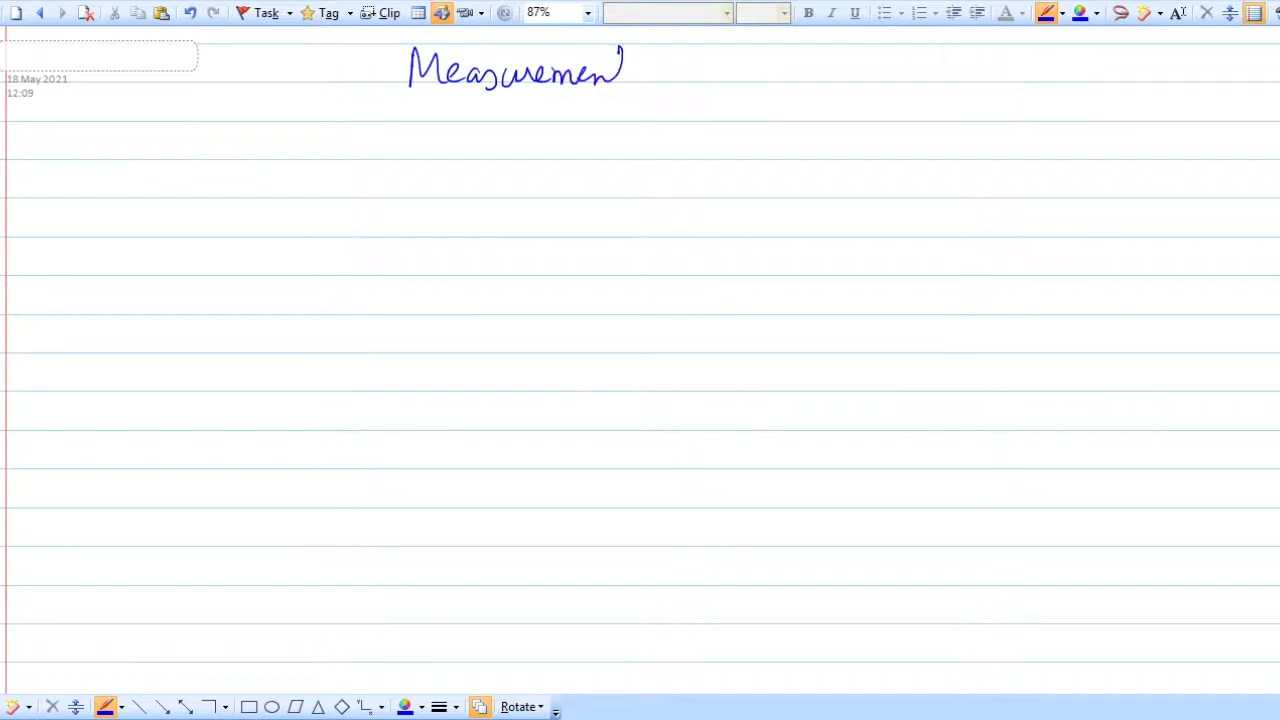 Task Tag Clip 87% B I U A A
Measuremen
18 May 2021
12:09
Rotate